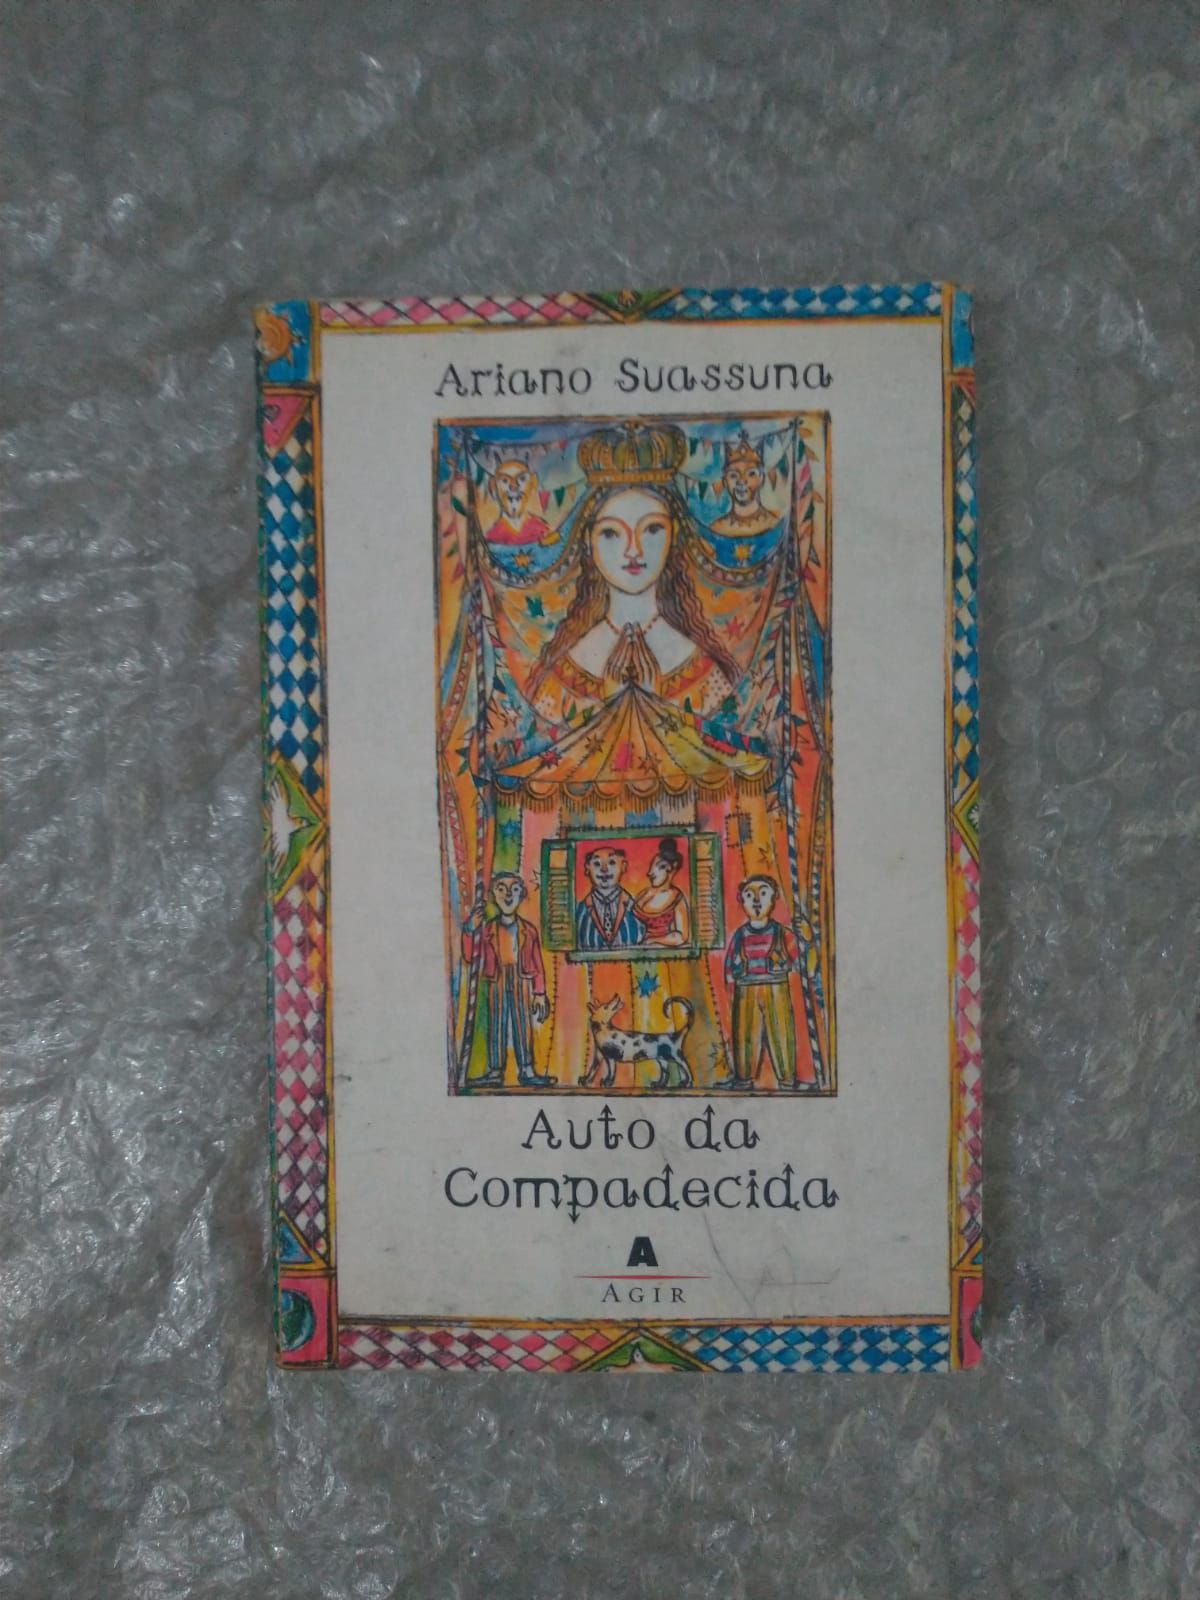 Ariano Suassuna
Auto da
Compadecida
A
AGIR